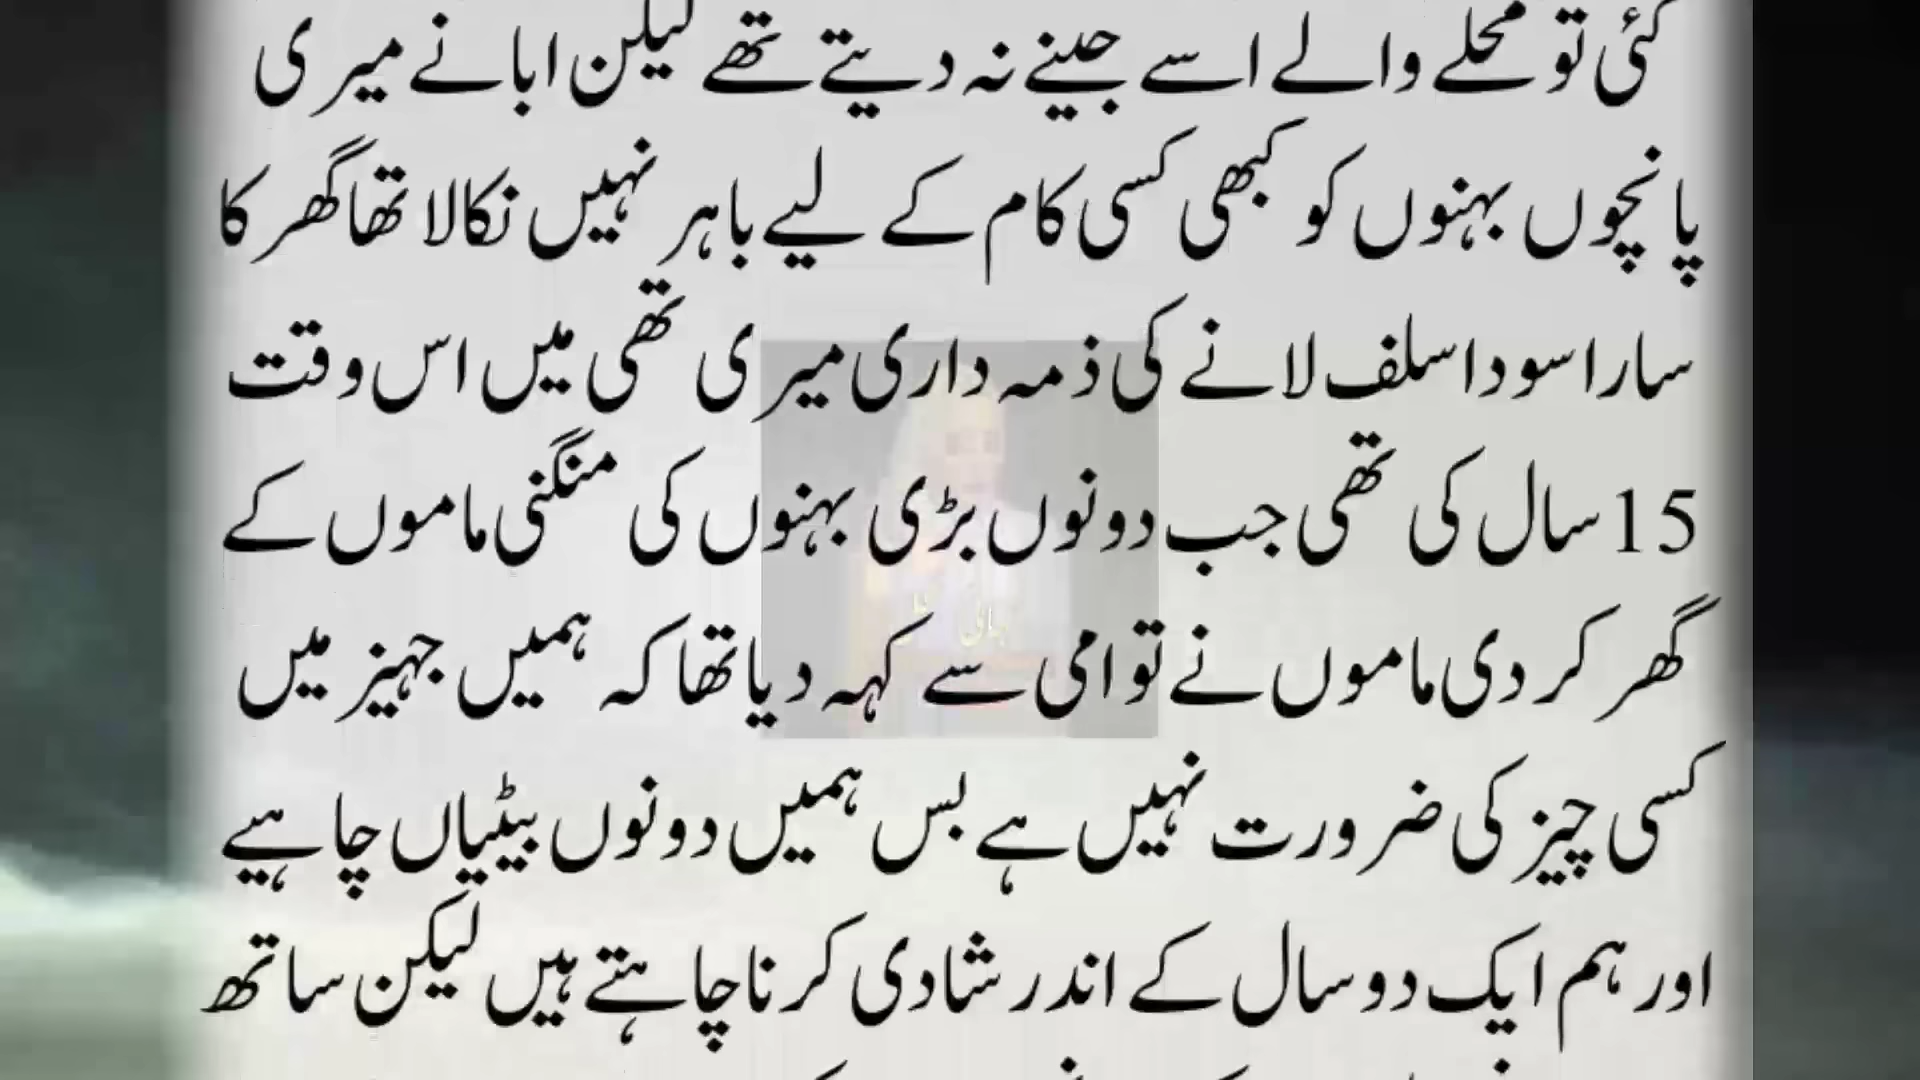 گئی تو محلے والے اسے جینے نہ دیتے تھے لیکن ابا نے میری
پانچوں بہنوں کو کبھی کسی کام کے لیے باہر نہیں نکالا تھا گھر کا
سارا سودا سلف لانے کی ذمہ داری میری تھی میں اس وقت
15 سال کی تھی جب دونوں بڑی بہنوں کی منگنی ماموں کے
گھر کر دی ماموں نے تو امی سے کہہ دیا تھا کہ ہمیں جہیز میں
کسی چیز کی ضرورت نہیں ہے بس ہمیں دونوں بیٹیاں چاہیے
اور ہم ایک دو سال کے اندر شادی کرنا چاہتے ہیں لیکن ساتھ